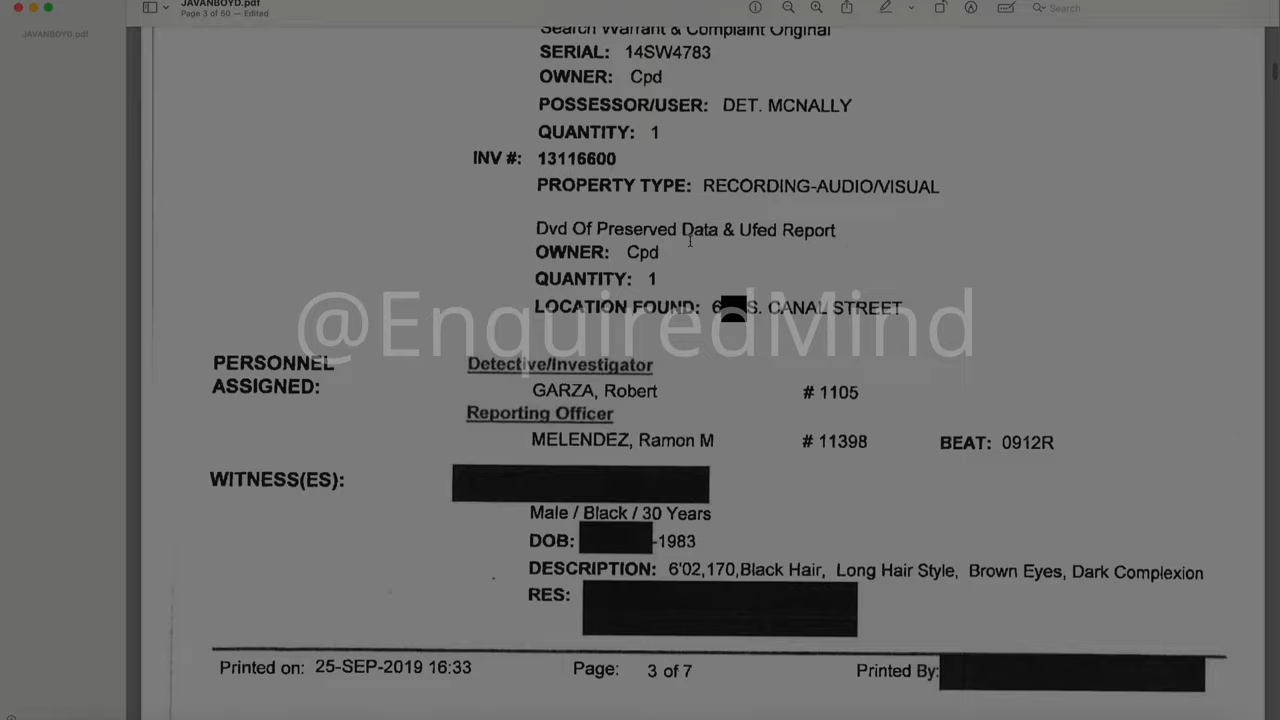 JAVANBOYD.pdf
Page 3 of 50 — Edited
Search
JAVANBOYD.pdf
Search Warrant & Complaint Original
SERIAL: 14SW4783
OWNER: Cpd
POSSESSOR/USER: DET. MCNALLY
QUANTITY: 1
INV #: 13116600
PROPERTY TYPE: RECORDING-AUDIO/VISUAL
Dvd Of Preserved Data & Ufed Report
OWNER: Cpd
QUANTITY: 1
LOCATION FOUND: 6 S. CANAL STREET
@EnquiredMind
PERSONNEL ASSIGNED:
Detective/Investigator
GARZA, Robert # 1105
Reporting Officer
MELENDEZ, Ramon M # 11398 BEAT: 0912R
WITNESS(ES):
Male / Black / 30 Years
DOB: -1983
DESCRIPTION: 6'02,170,Black Hair, Long Hair Style, Brown Eyes, Dark Complexion
RES:
Printed on: 25-SEP-2019 16:33 Page: 3 of 7 Printed By: